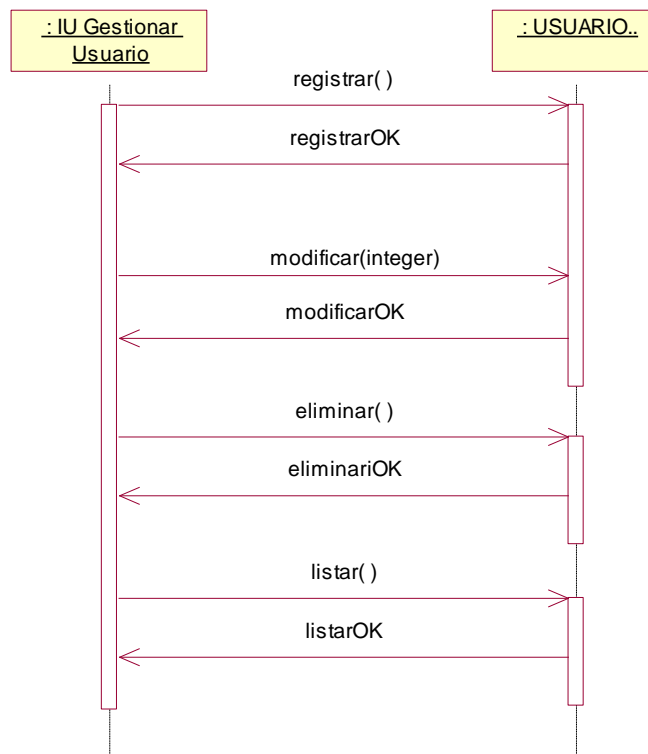 : IU Gestionar
Usuario
: USUARIO..
registrar( )
registrarOK
modificar(integer)
modificarOK
eliminar( )
eliminariOK
listar( )
listarOK